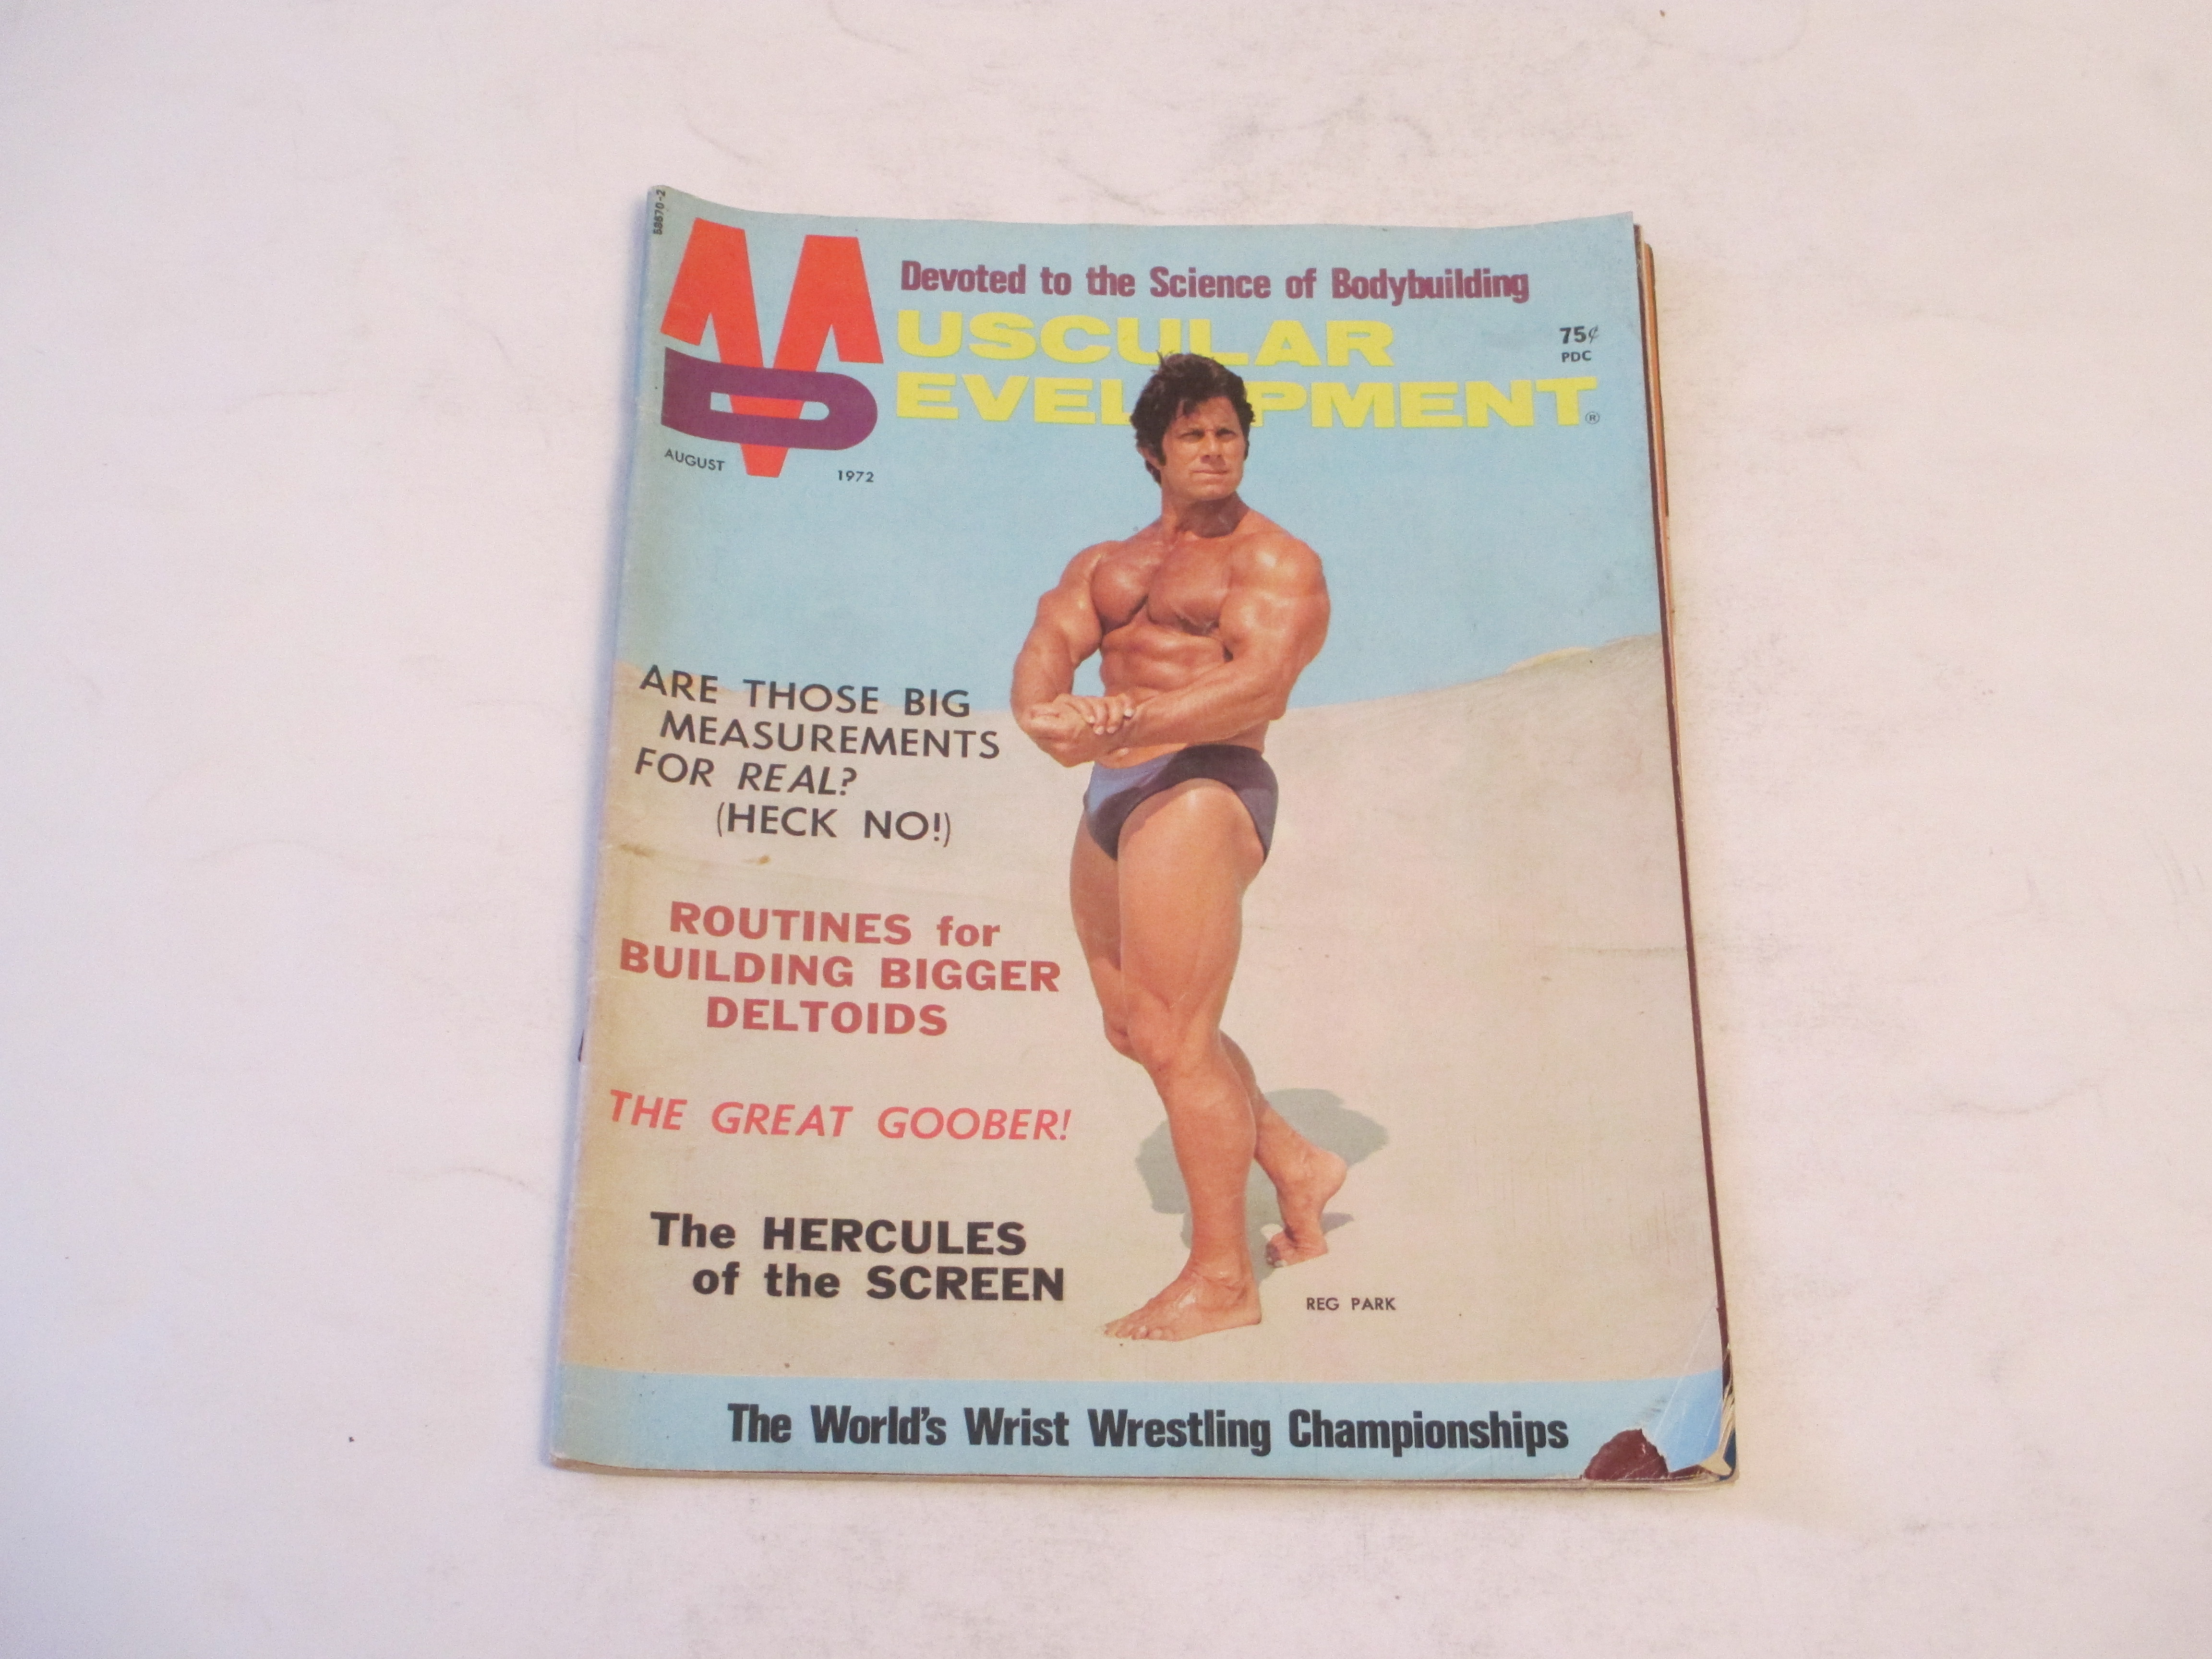 58670-2
Devoted to the Science of Bodybuilding
MUSCULAR
DEVELOPMENT®
75¢
PDC
AUGUST 1972
ARE THOSE BIG
MEASUREMENTS
FOR REAL?
(HECK NO!)
ROUTINES for
BUILDING BIGGER
DELTOIDS
THE GREAT GOOBER!
The HERCULES
of the SCREEN
REG PARK
The World's Wrist Wrestling Championships